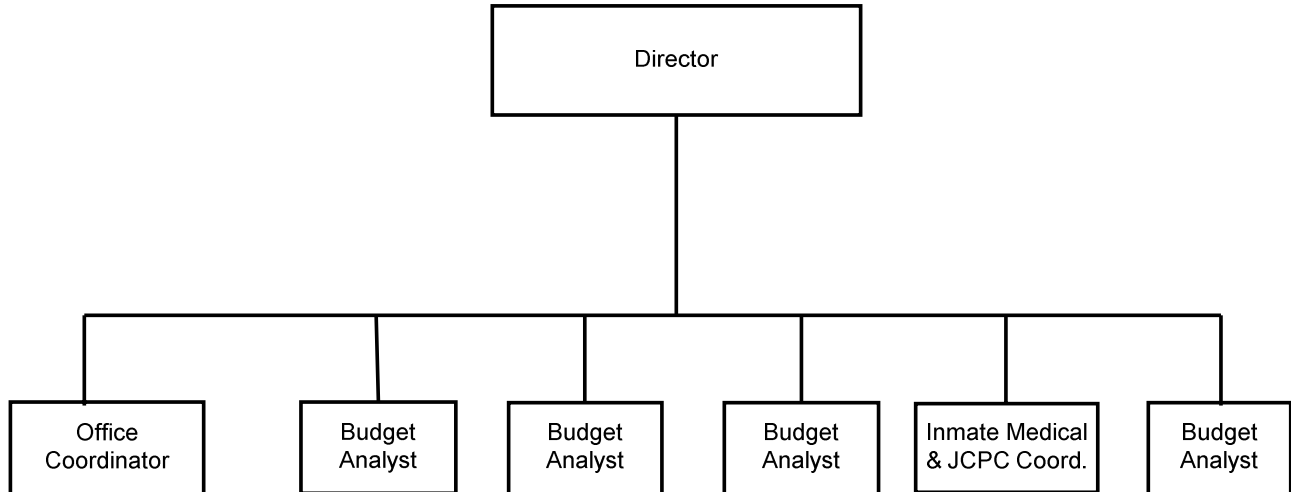 Director
Office
Coordinator
Budget
Analyst
Budget
Analyst
Budget
Analyst
Inmate Medical
& JCPC Coord.
Budget
Analyst